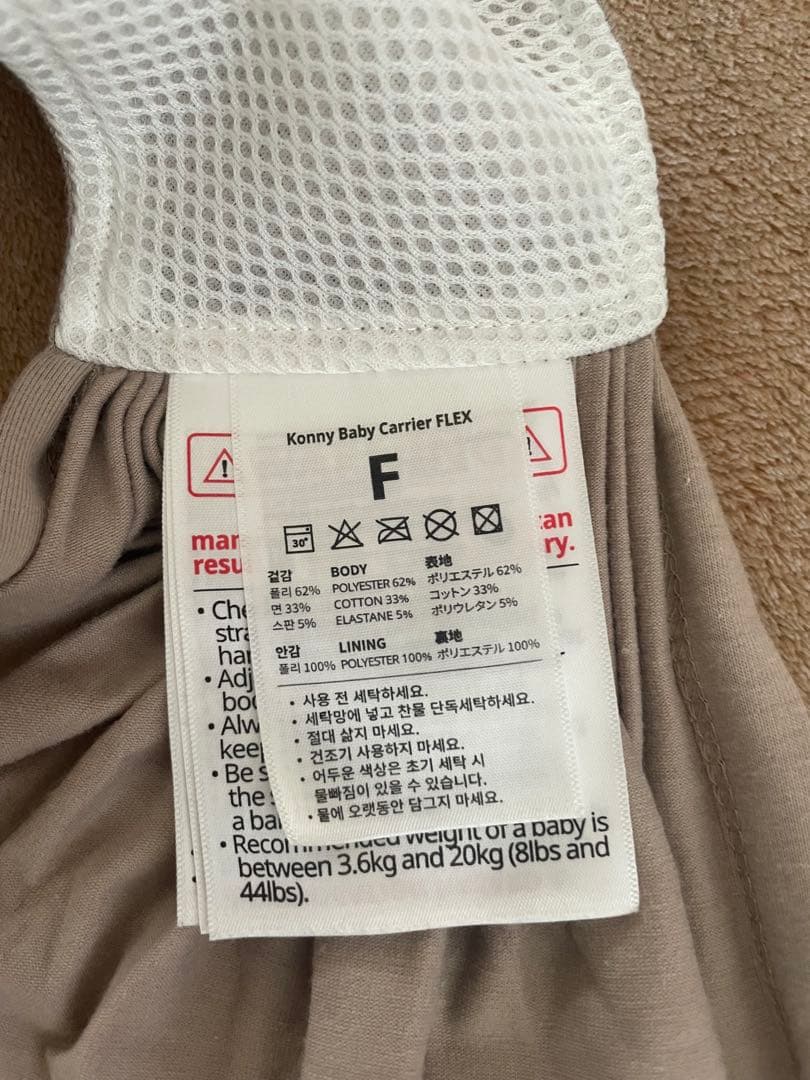 Konny Baby Carrier FLEX
F
30°
겉감
폴리 62%
면 33%
스판 5%
BODY
POLYESTER 62%
COTTON 33%
ELASTANE 5%
表地
ポリエステル 62%
コットン 33%
ポリウレタン 5%
안감
폴리 100%
LINING
POLYESTER 100%
裏地
ポリエステル 100%
• 사용 전 세탁하세요.
• 세탁망에 넣고 찬물 단독세탁하세요.
• 절대 삶지 마세요.
• 건조기 사용하지 마세요.
• 어두운 색상은 초기 세탁 시
물빠짐이 있을 수 있습니다.
• 물에 오랫동안 담그지 마세요.
ry.
• Be
the
• Recommended weight of a baby is
between 3.6kg and 20kg (8lbs and
44lbs).